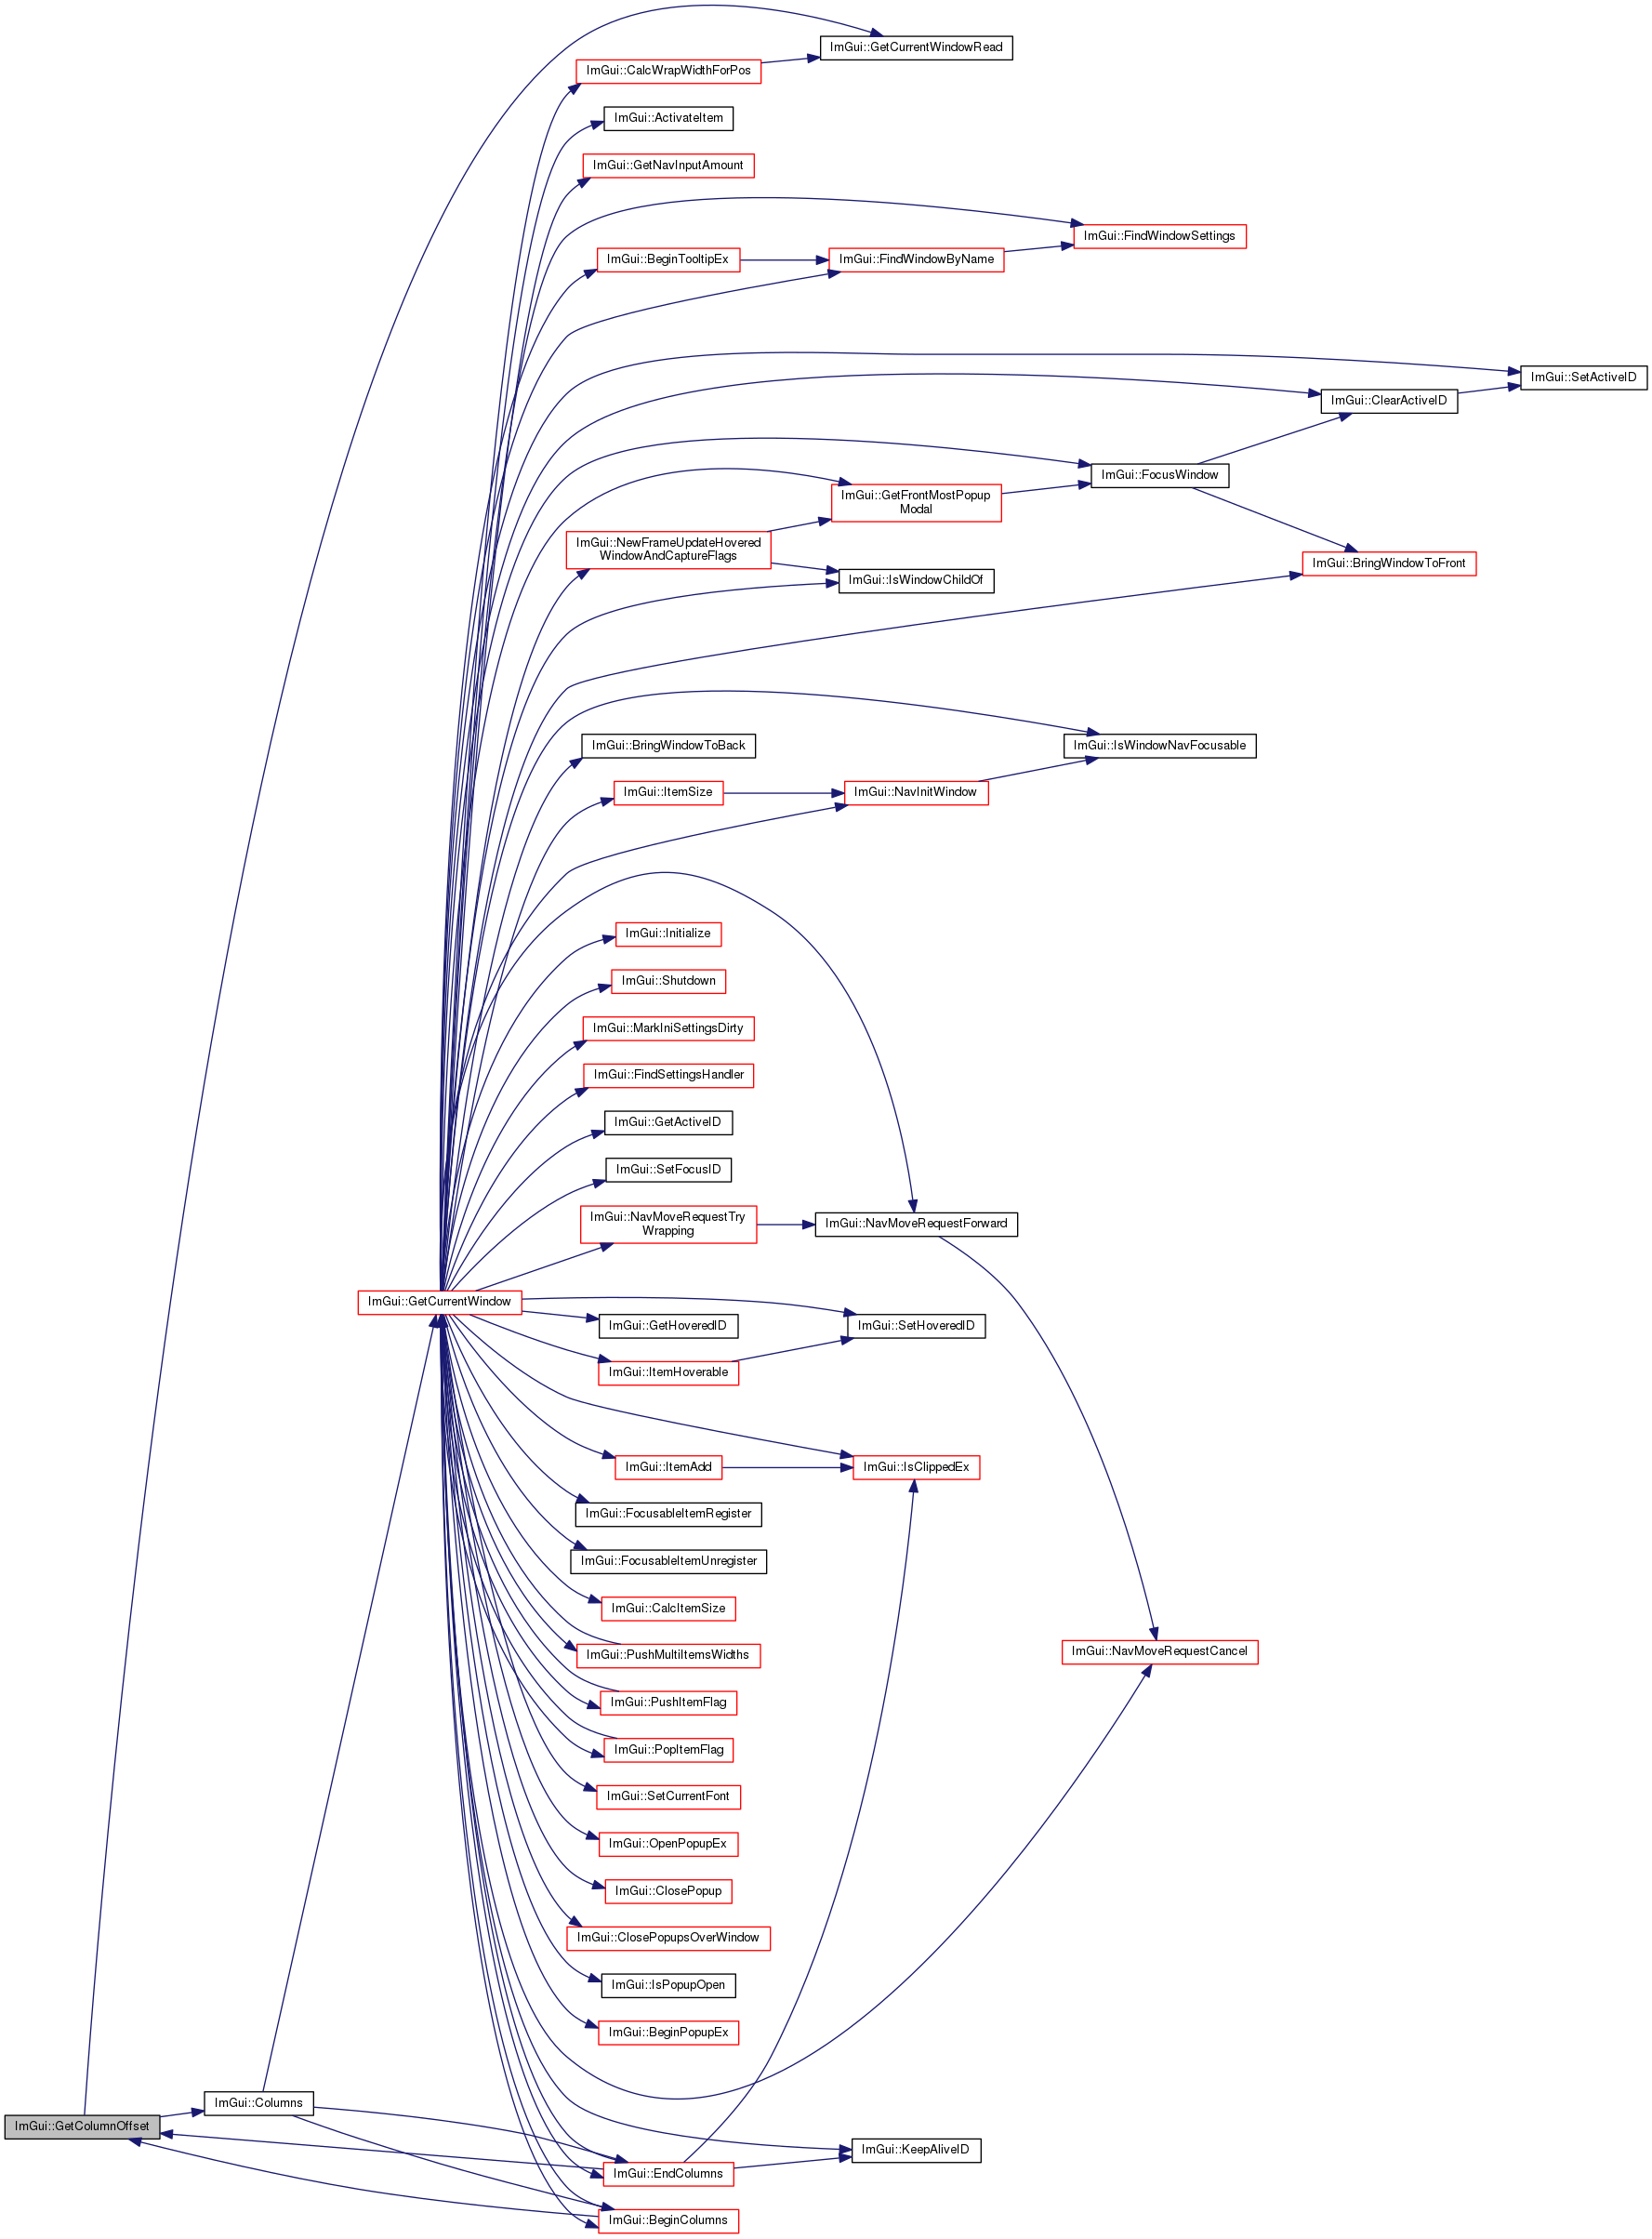 ImGui::GetCurrentWindowRead
ImGui::CalcWrapWidthForPos
ImGui::ActivateItem
ImGui::GetNavInputAmount
ImGui::FindWindowSettings
ImGui::BeginTooltipEx
ImGui::FindWindowByName
ImGui::SetActiveID
ImGui::ClearActiveID
ImGui::FocusWindow
ImGui::GetFrontMostPopup
Modal
ImGui::NewFrameUpdateHovered
WindowAndCaptureFlags
ImGui::BringWindowToFront
ImGui::IsWindowChildOf
ImGui::BringWindowToBack
ImGui::IsWindowNavFocusable
ImGui::ItemSize
ImGui::NavInitWindow
ImGui::Initialize
ImGui::Shutdown
ImGui::MarkIniSettingsDirty
ImGui::FindSettingsHandler
ImGui::GetActiveID
ImGui::SetFocusID
ImGui::NavMoveRequestTry
Wrapping
ImGui::NavMoveRequestForward
ImGui::GetCurrentWindow
ImGui::GetHoveredID
ImGui::SetHoveredID
ImGui::ItemHoverable
ImGui::ItemAdd
ImGui::IsClippedEx
ImGui::FocusableItemRegister
ImGui::FocusableItemUnregister
ImGui::CalcItemSize
ImGui::PushMultiItemsWidths
ImGui::NavMoveRequestCancel
ImGui::PushItemFlag
ImGui::PopItemFlag
ImGui::SetCurrentFont
ImGui::OpenPopupEx
ImGui::ClosePopup
ImGui::ClosePopupsOverWindow
ImGui::IsPopupOpen
ImGui::BeginPopupEx
ImGui::Columns
ImGui::GetColumnOffset
ImGui::KeepAliveID
ImGui::EndColumns
ImGui::BeginColumns